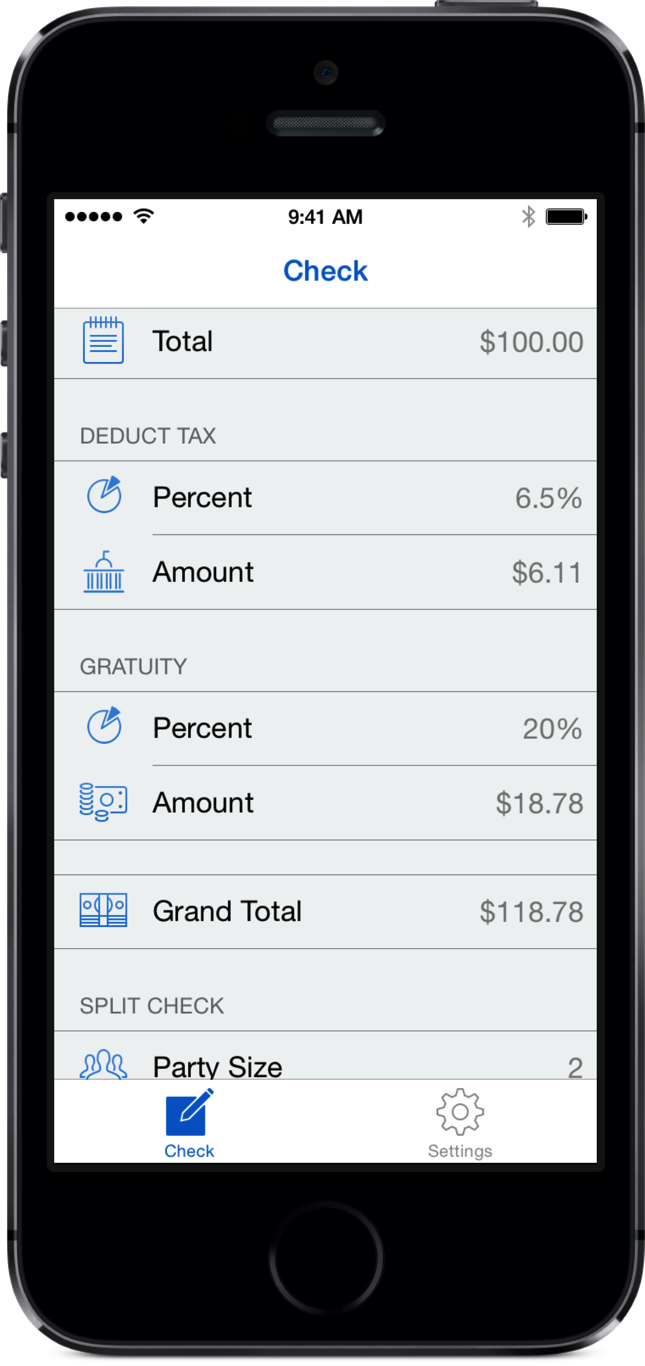 9:41 AM
Check
Total $100.00
DEDUCT TAX
Percent 6.5%
Amount $6.11
GRATUITY
Percent 20%
Amount $18.78
Grand Total $118.78
SPLIT CHECK
Party Size 2
Check Settings